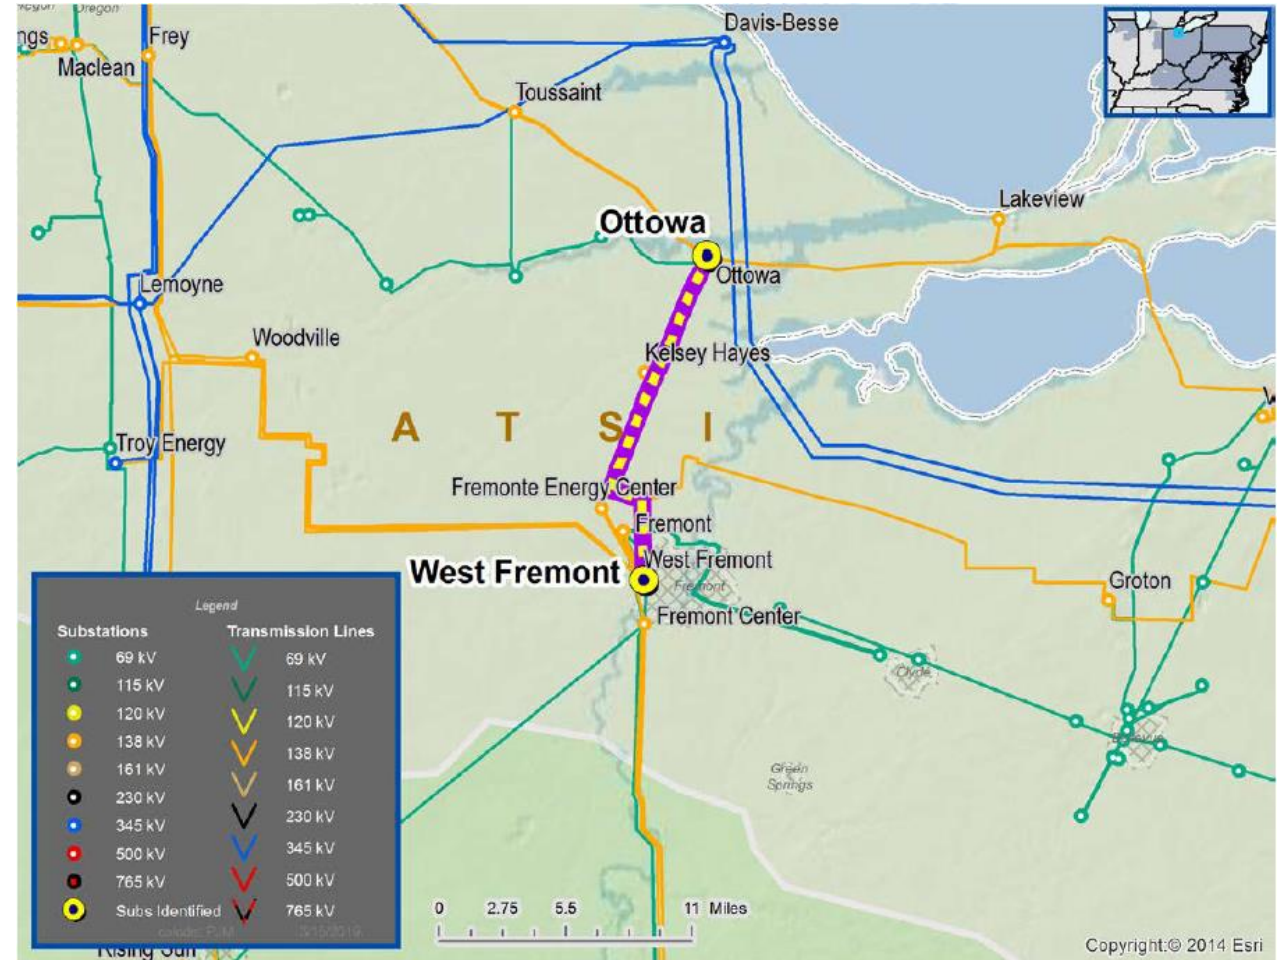 Oregon
Davis-Besse
ngs
Frey
Maclean
Toussaint
Lakeview
Ottowa
Ottowa
Lemoyne
Woodville
Kelsey Hayes
A T S I
Troy Energy
Fremonte Energy Center
Fremont
West Fremont
West Fremont
Fremont
Groton
Fremont Center
Clyde
Green
Springs
Legend
Substations
Transmission Lines
69 kV
69 kV
115 kV
115 kV
120 kV
120 kV
138 kV
138 kV
161 kV
161 kV
230 kV
230 kV
345 kV
345 kV
500 kV
500 kV
765 kV
765 kV
Subs Identified
0 2.75 5.5 11 Miles
Rising Sun
Copyright:© 2014 Esri